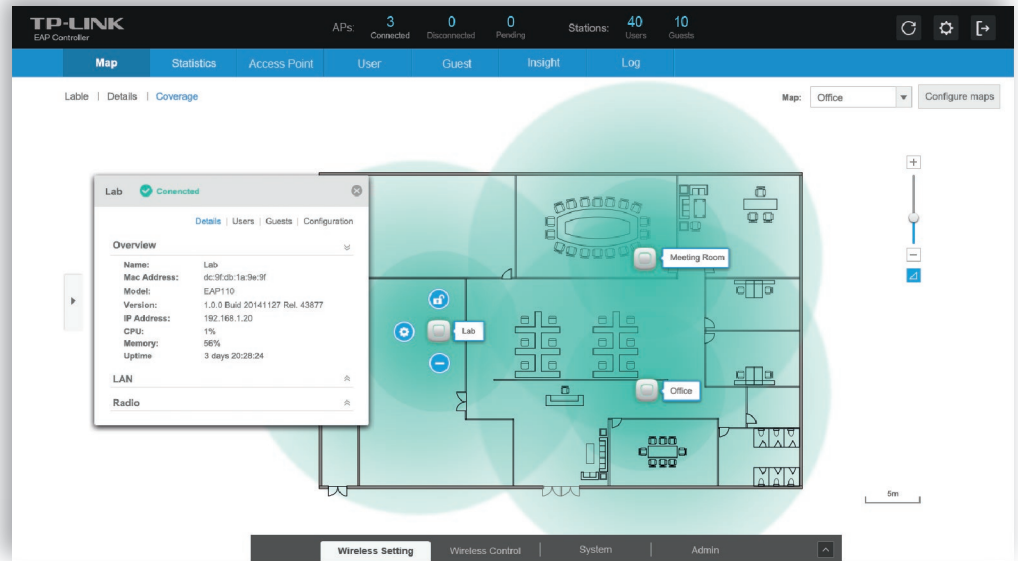 TP-LINK
EAP Controller
APs: 3 Connected 0 Disconnected 0 Pending Stations: 40 Users 10 Guests
Map Statistics Access Point User Guest Insight Log
Lable | Details | Coverage
Map: Office Configure maps
Lab Conencted
Details | Users | Guests | Configuration
Overview
Name: Lab
Mac Address: dc:9f:db:1a:9e:9f
Model: EAP110
Version: 1.0.0 Buid 20141127 Rel. 43877
IP Address: 192.168.1.20
CPU: 1%
Memory: 56%
Uptime 3 days 20:28:24
LAN
Radio
Meeting Room
Lab
Office
5m
Wireless Setting Wireless Control | System | Admin